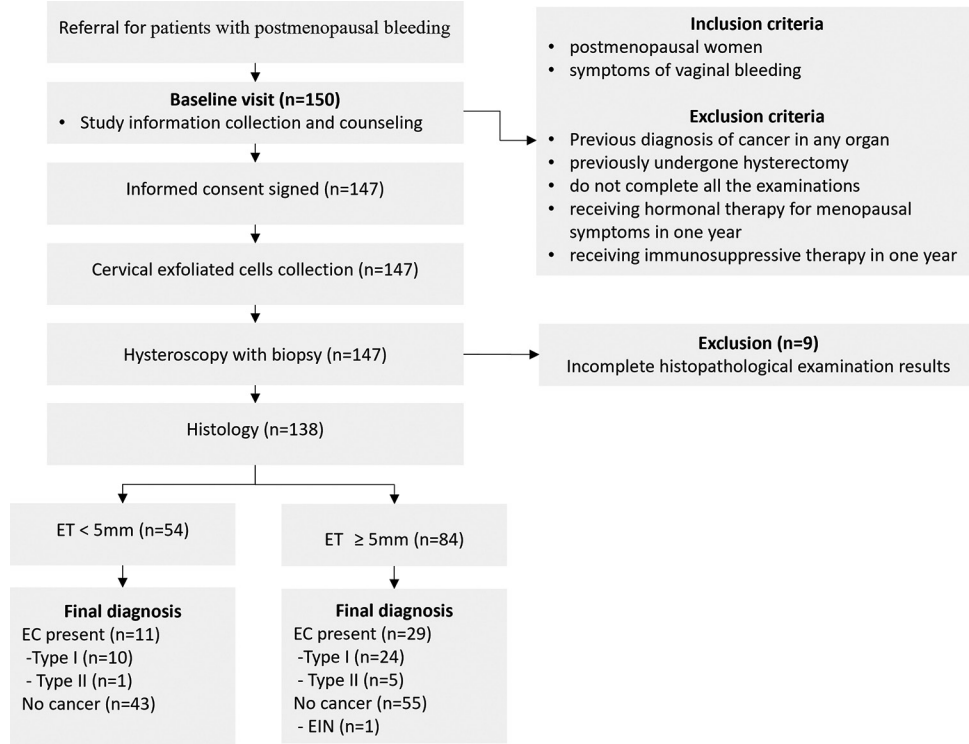 Referral for patients with postmenopausal bleeding
Baseline visit (n=150)
• Study information collection and counseling
Inclusion criteria
• postmenopausal women
• symptoms of vaginal bleeding
Exclusion criteria
• Previous diagnosis of cancer in any organ
• previously undergone hysterectomy
• do not complete all the examinations
• receiving hormonal therapy for menopausal
symptoms in one year
• receiving immunosuppressive therapy in one year
Informed consent signed (n=147)
Cervical exfoliated cells collection (n=147)
Hysteroscopy with biopsy (n=147)
Exclusion (n=9)
Incomplete histopathological examination results
Histology (n=138)
ET < 5mm (n=54)
ET ≥ 5mm (n=84)
Final diagnosis
EC present (n=11)
-Type I (n=10)
- Type II (n=1)
No cancer (n=43)
Final diagnosis
EC present (n=29)
-Type I (n=24)
- Type II (n=5)
No cancer (n=55)
- EIN (n=1)